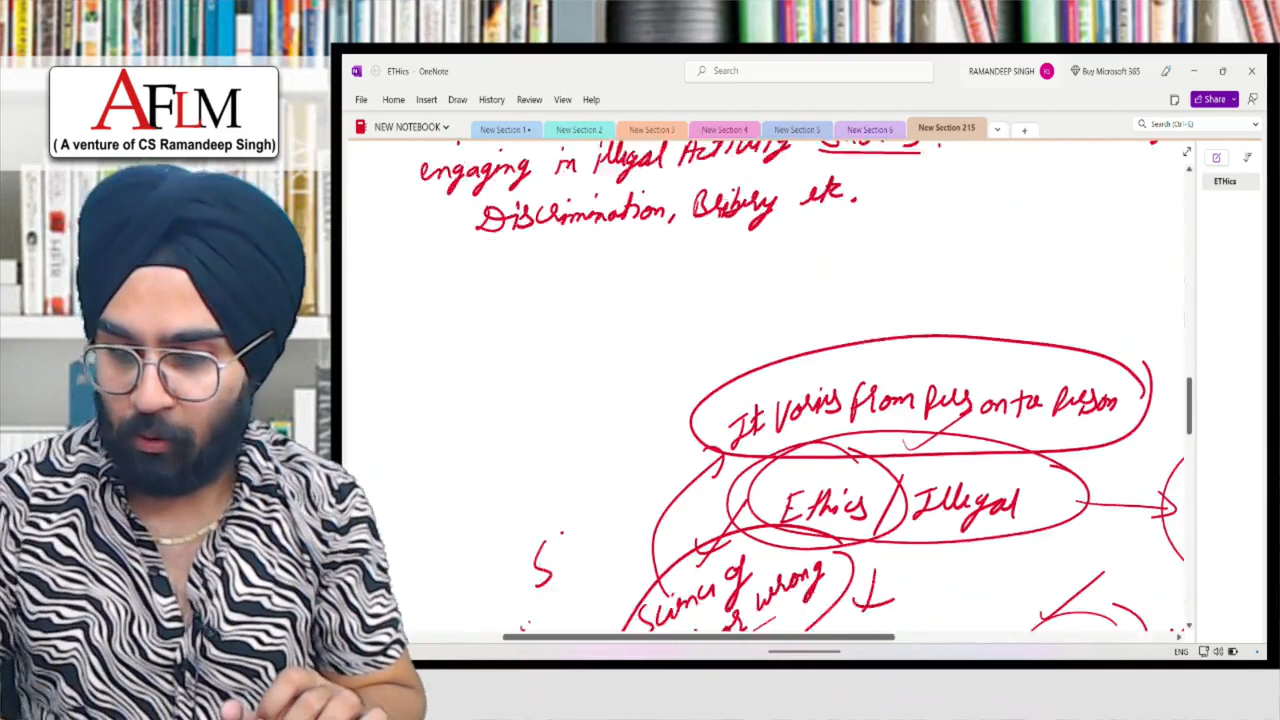 AFLM
( A venture of CS Ramandeep Singh)
ETHics - OneNote
Search
RAMANDEEP SINGH
Buy Microsoft 365
File Home Insert Draw History Review View Help
Share
NEW NOTEBOOK
New Section 1 New Section 2 New Section 3 New Section 4 New Section 5 New Section 6 New Section 215
Search (Ctrl+E)
ETHics
engaging in illegal Activity
Discrimination, Bribery etc.
It varies from person to person
Ethics / Illegal
S
Science of
or wrong
ENG